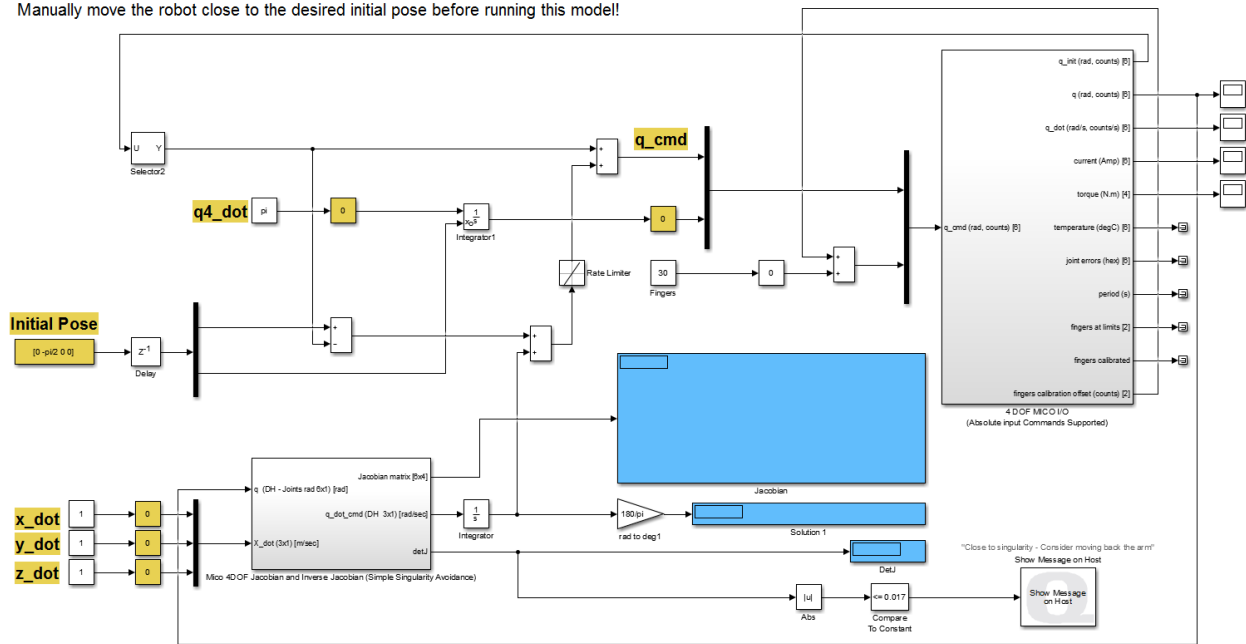 Manually move the robot close to the desired initial pose before running this model!
q_init (rad, counts) [6]
q (rad, counts) [6]
q_dot (rad/s, counts/s) [6]
current (Amp) [6]
torque (N.m) [4]
temperature (degC) [6]
joint errors (hex) [6]
period (s)
fingers at limits [2]
fingers calibrated
fingers calibration offset (counts) [2]
q_cmd (rad, counts) [6]
4 DOF MICO I/O
(Absolute input Commands Supported)
U Y
Selector2
+
+
q_cmd
q4_dot
pi
0
1
s
xo
Integrator1
0
Rate Limiter
30
Fingers
0
+
+
Initial Pose
[0 -pi/2 0 0]
Z-1
Delay
+
−
+
+
Jacobian
x_dot
1
0
y_dot
1
0
z_dot
1
0
q (DH - Joints rad 6x1) [rad]
X_dot (3x1) [m/sec]
Jacobian matrix [6x4]
q_dot_cmd (DH 3x1) [rad/sec]
detJ
Mico 4DOF Jacobian and Inverse Jacobian (Simple Singularity Avoidance)
1
s
Integrator
180/pi
rad to deg1
Solution 1
DetJ
|u|
Abs
<= 0.017
Compare
To Constant
"Close to singularity - Consider moving back the arm"
Show Message on Host
Show Message
on Host